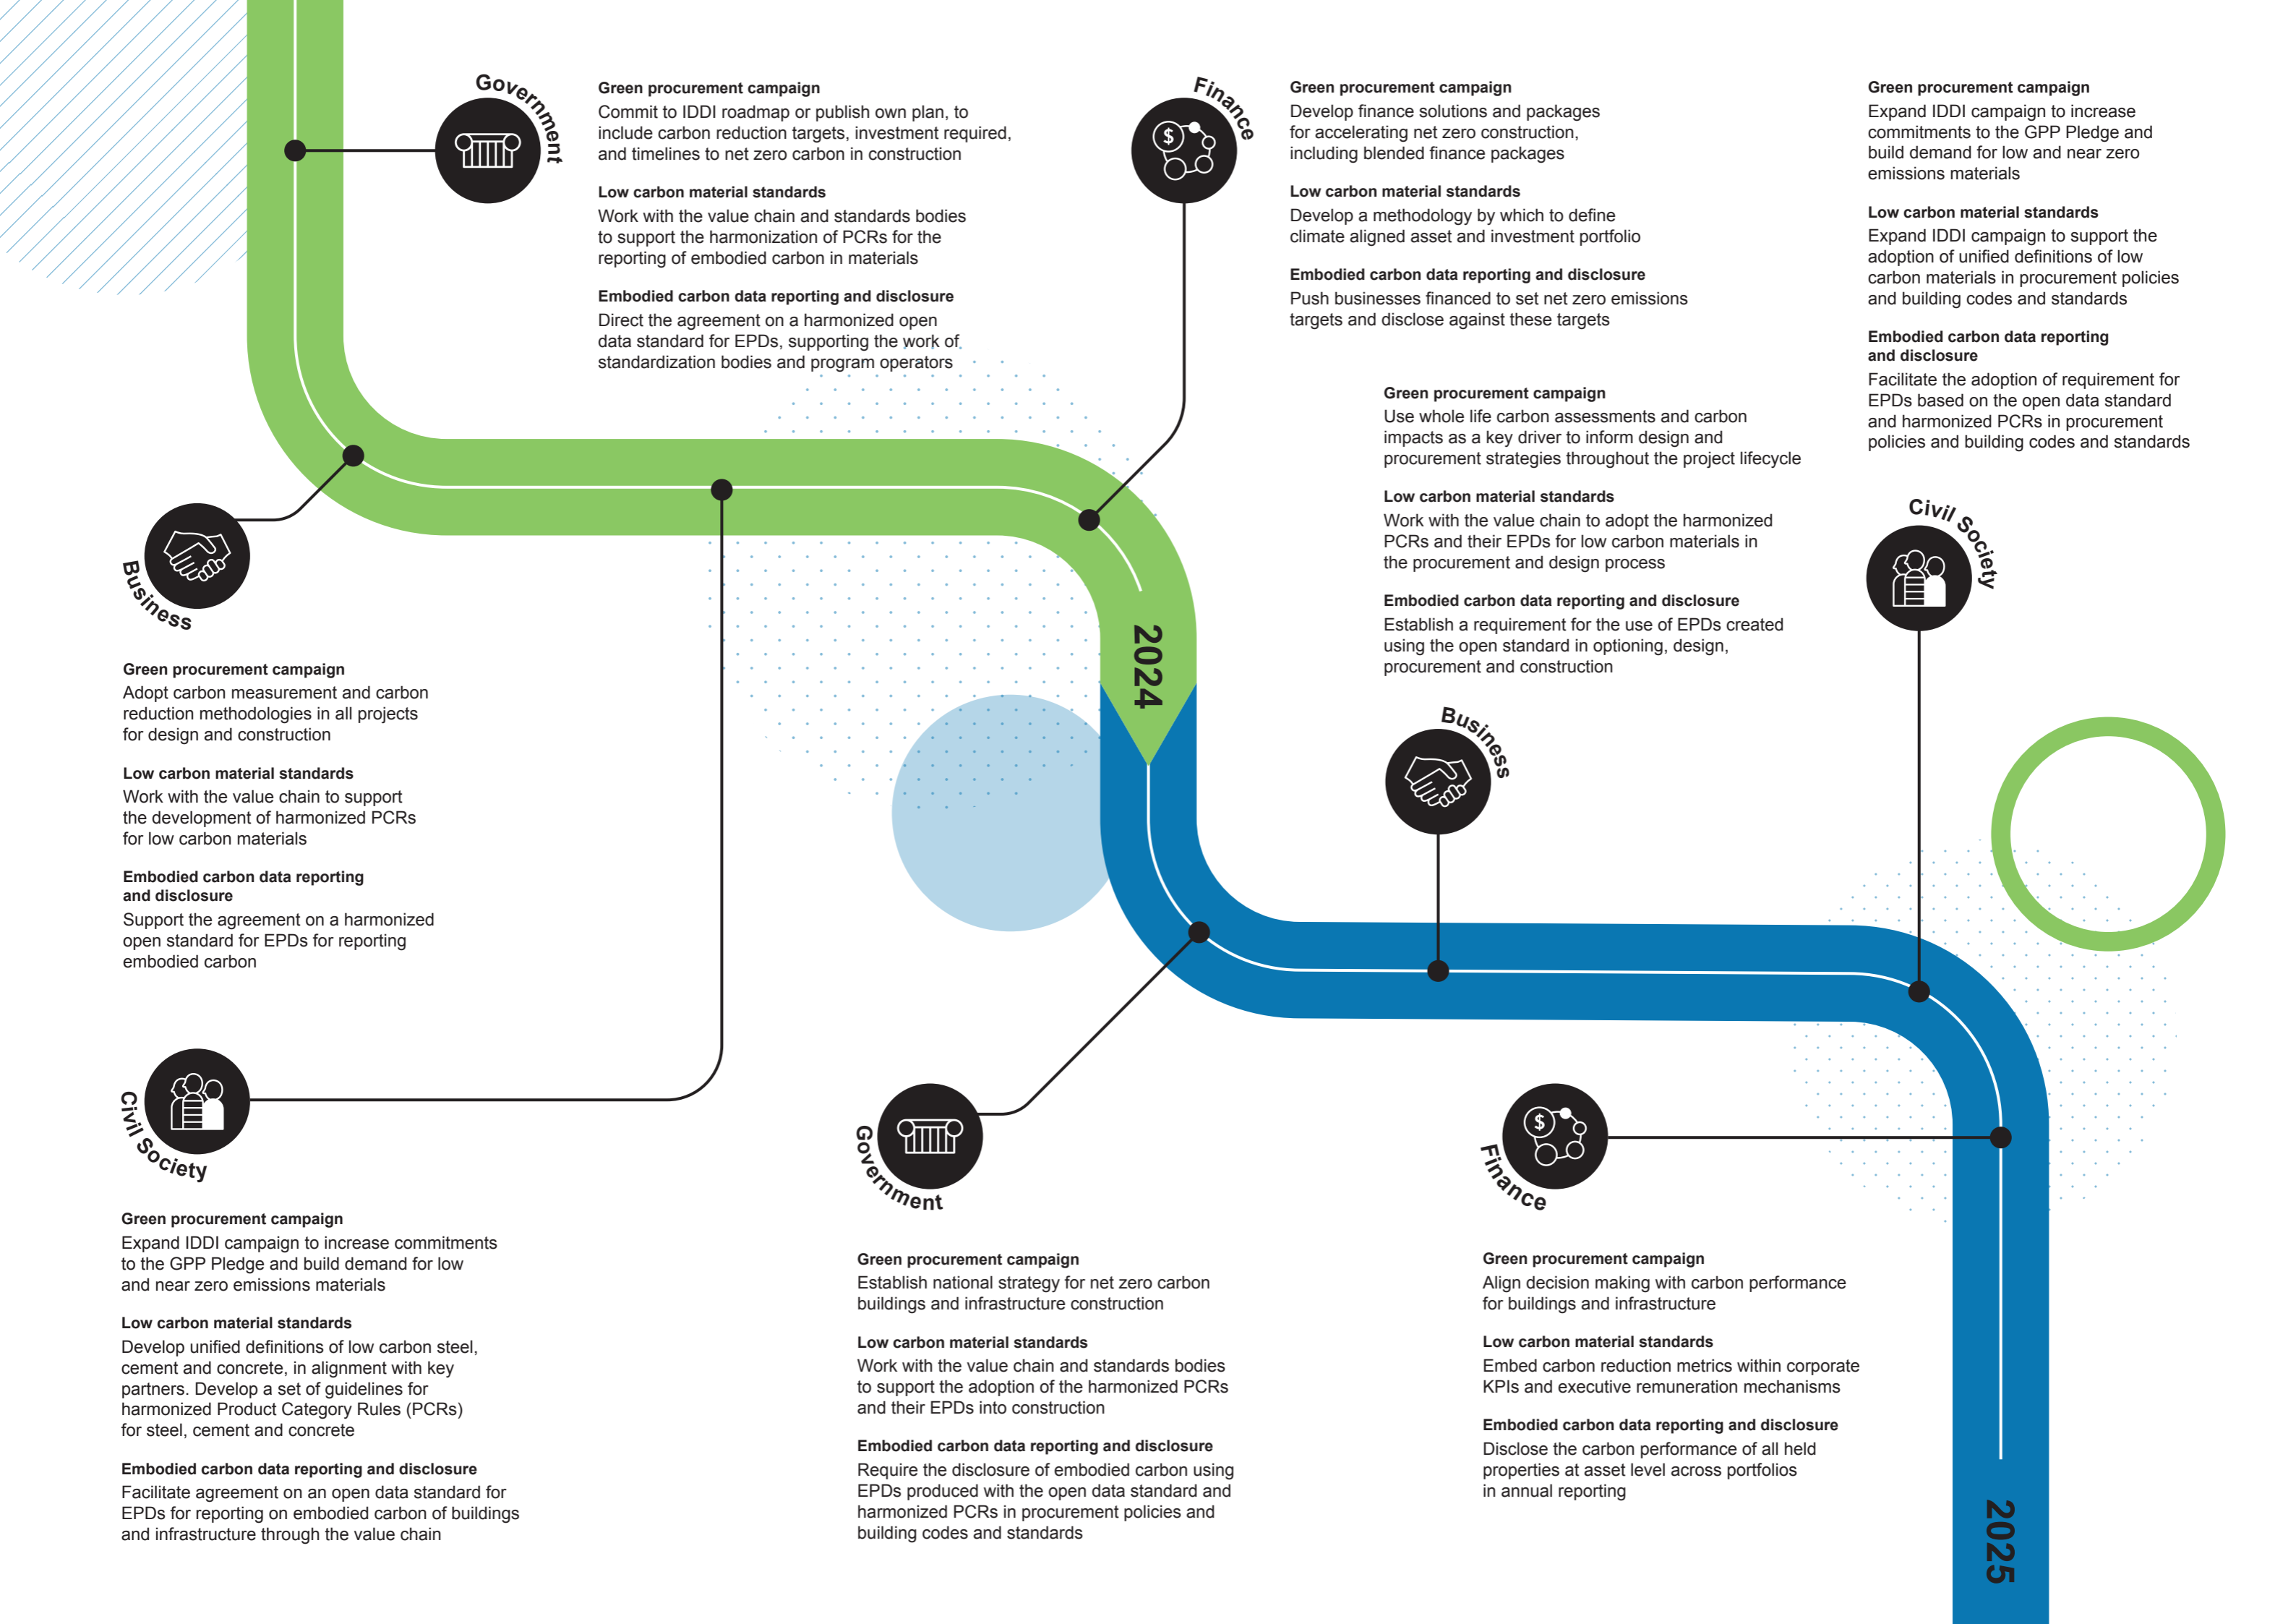 Government
Green procurement campaign
Commit to IDDI roadmap or publish own plan, to
include carbon reduction targets, investment required,
and timelines to net zero carbon in construction
Low carbon material standards
Work with the value chain and standards bodies
to support the harmonization of PCRs for the
reporting of embodied carbon in materials
Embodied carbon data reporting and disclosure
Direct the agreement on a harmonized open
data standard for EPDs, supporting the work of
standardization bodies and program operators
Business
Green procurement campaign
Adopt carbon measurement and carbon
reduction methodologies in all projects
for design and construction
Low carbon material standards
Work with the value chain to support
the development of harmonized PCRs
for low carbon materials
Embodied carbon data reporting
and disclosure
Support the agreement on a harmonized
open standard for EPDs for reporting
embodied carbon
Civil Society
Green procurement campaign
Expand IDDI campaign to increase commitments
to the GPP Pledge and build demand for low
and near zero emissions materials
Low carbon material standards
Develop unified definitions of low carbon steel,
cement and concrete, in alignment with key
partners. Develop a set of guidelines for
harmonized Product Category Rules (PCRs)
for steel, cement and concrete
Embodied carbon data reporting and disclosure
Facilitate agreement on an open data standard for
EPDs for reporting on embodied carbon of buildings
and infrastructure through the value chain
Finance
$
Green procurement campaign
Develop finance solutions and packages
for accelerating net zero construction,
including blended finance packages
Low carbon material standards
Develop a methodology by which to define
climate aligned asset and investment portfolio
Embodied carbon data reporting and disclosure
Push businesses financed to set net zero emissions
targets and disclose against these targets
2024
Government
Green procurement campaign
Establish national strategy for net zero carbon
buildings and infrastructure construction
Low carbon material standards
Work with the value chain and standards bodies
to support the adoption of the harmonized PCRs
and their EPDs into construction
Embodied carbon data reporting and disclosure
Require the disclosure of embodied carbon using
EPDs produced with the open data standard and
harmonized PCRs in procurement policies and
building codes and standards
Green procurement campaign
Use whole life carbon assessments and carbon
impacts as a key driver to inform design and
procurement strategies throughout the project lifecycle
Low carbon material standards
Work with the value chain to adopt the harmonized
PCRs and their EPDs for low carbon materials in
the procurement and design process
Embodied carbon data reporting and disclosure
Establish a requirement for the use of EPDs created
using the open standard in optioning, design,
procurement and construction
Business
Green procurement campaign
Expand IDDI campaign to increase
commitments to the GPP Pledge and
build demand for low and near zero
emissions materials
Low carbon material standards
Expand IDDI campaign to support the
adoption of unified definitions of low
carbon materials in procurement policies
and building codes and standards
Embodied carbon data reporting
and disclosure
Facilitate the adoption of requirement for
EPDs based on the open data standard
and harmonized PCRs in procurement
policies and building codes and standards
Civil Society
Finance
$
Green procurement campaign
Align decision making with carbon performance
for buildings and infrastructure
Low carbon material standards
Embed carbon reduction metrics within corporate
KPIs and executive remuneration mechanisms
Embodied carbon data reporting and disclosure
Disclose the carbon performance of all held
properties at asset level across portfolios
in annual reporting
2025